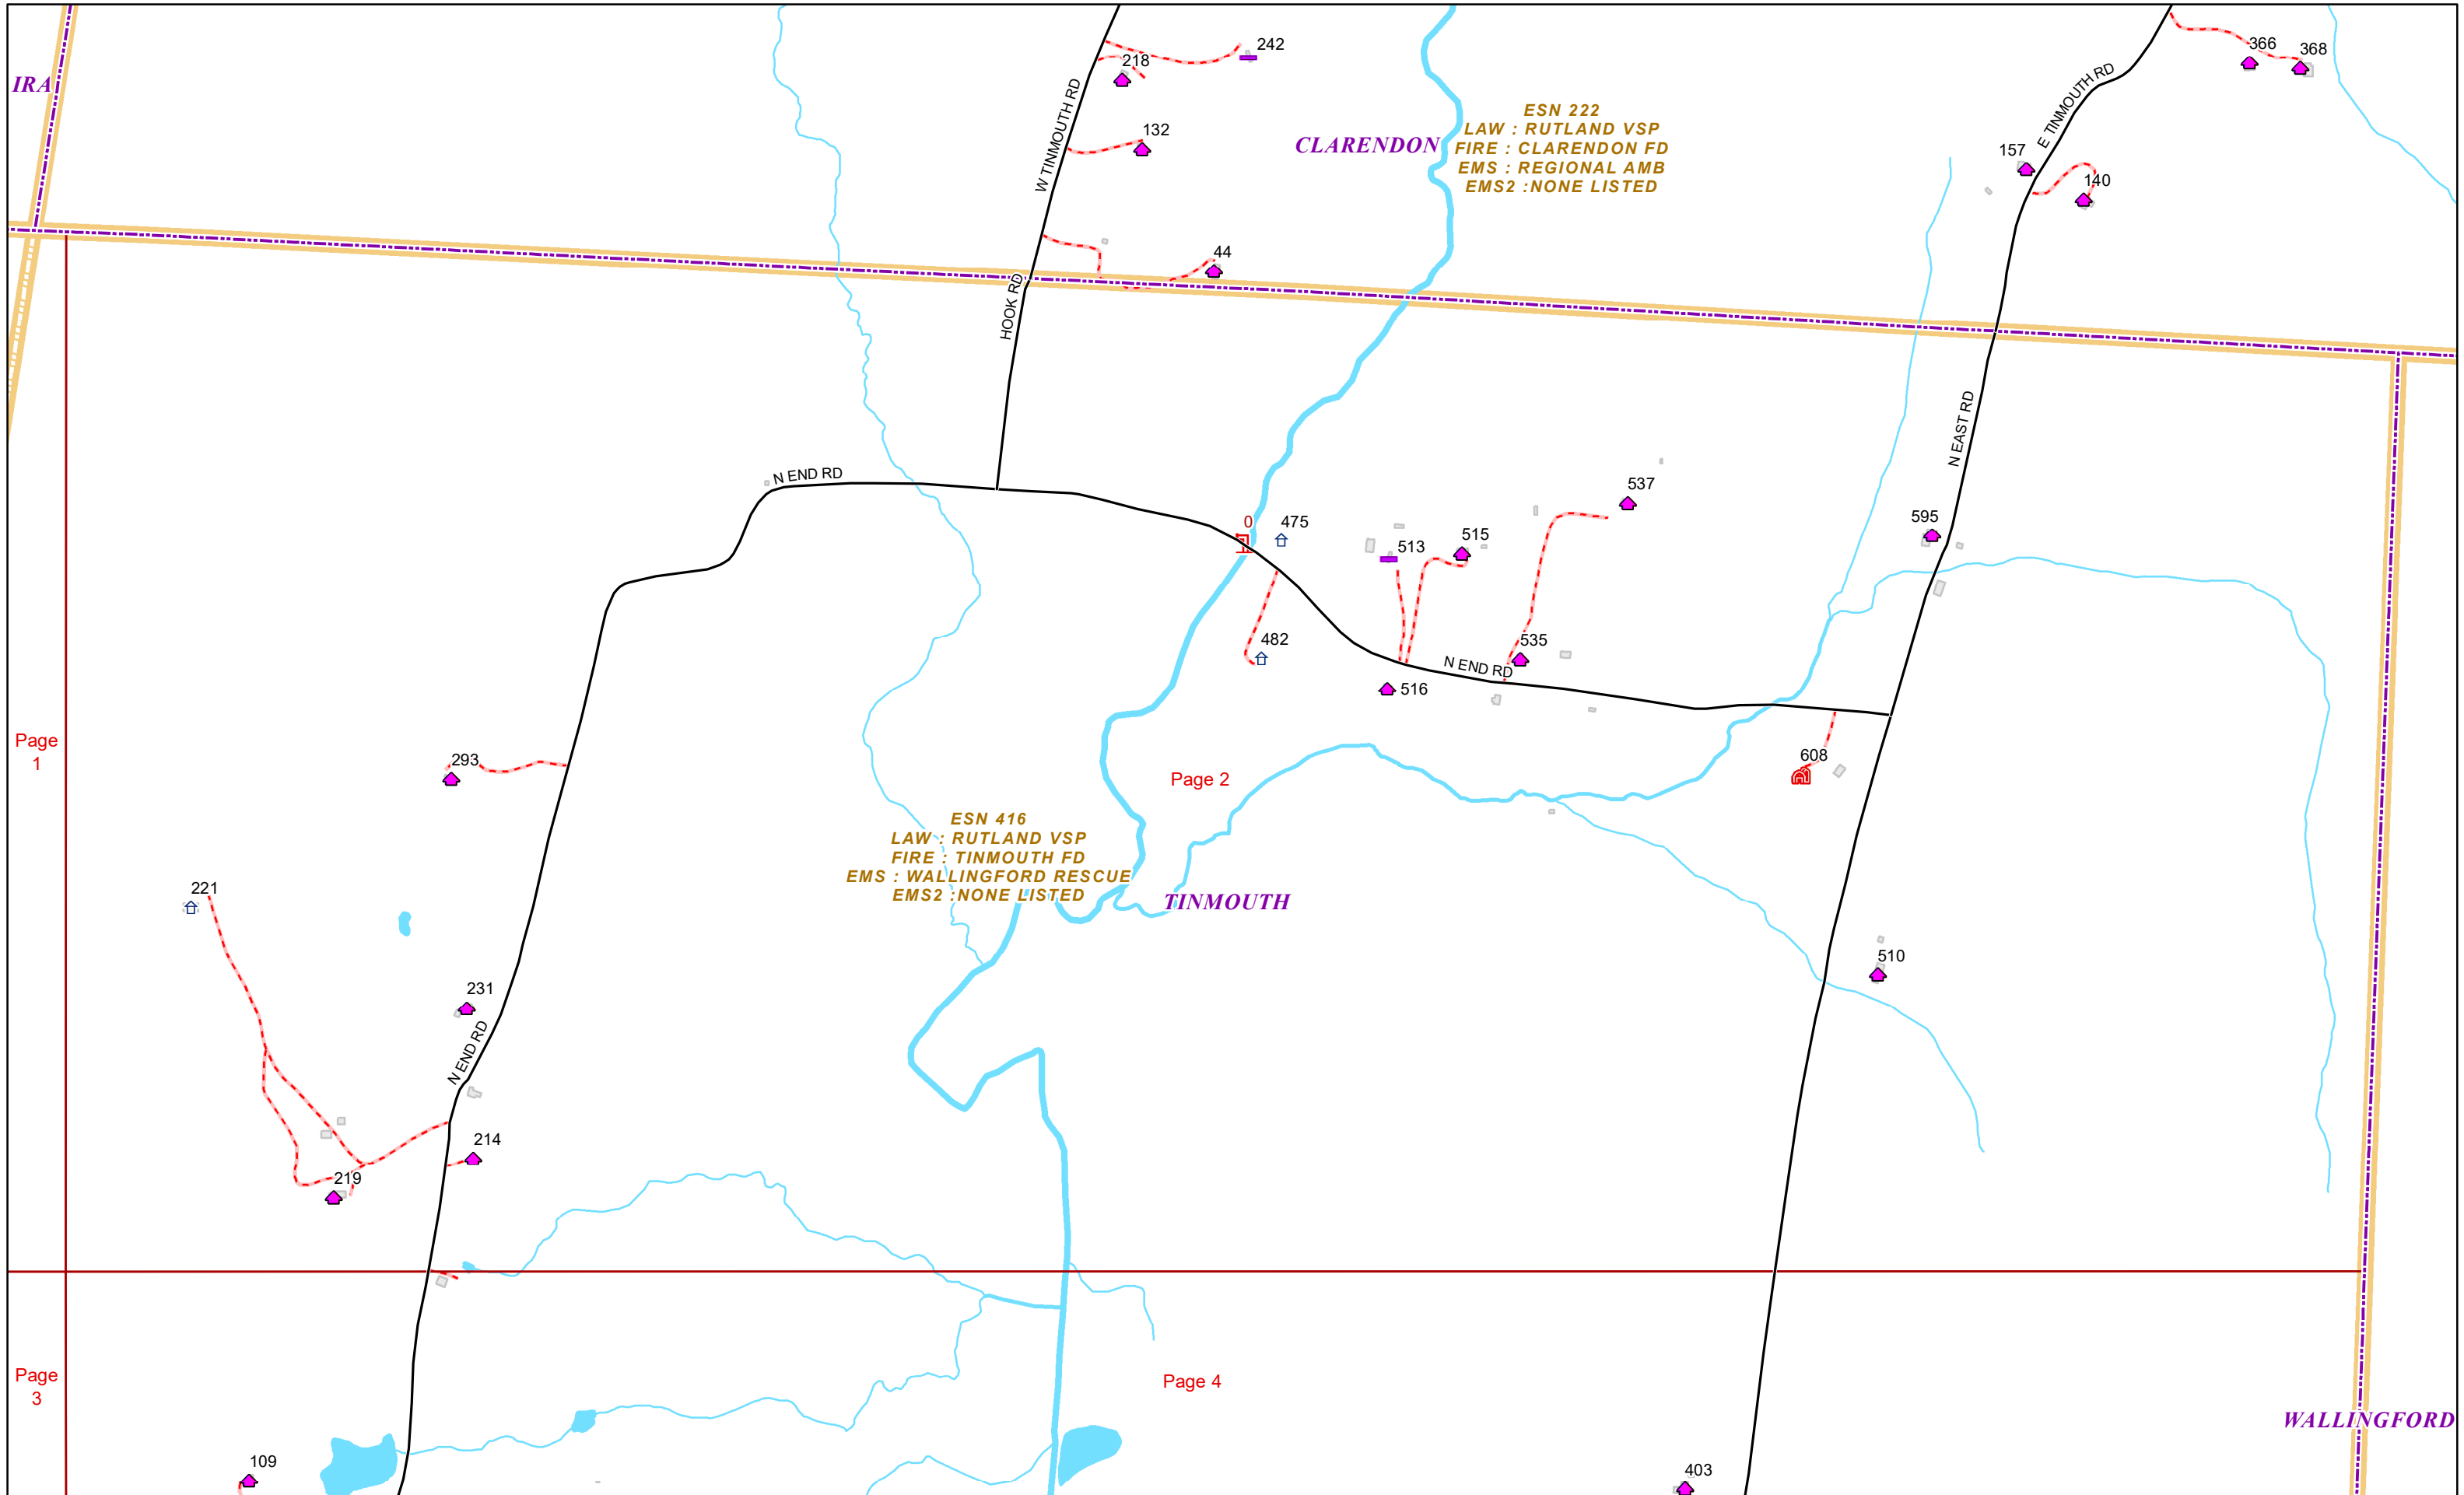 242
218
366
368
IRA
W TINMOUTH RD
E TINMOUTH RD
ESN 222
LAW : RUTLAND VSP
FIRE : CLARENDON FD
EMS : REGIONAL AMB
EMS2 :NONE LISTED
CLARENDON
132
157
140
44
HOOK RD
N EAST RD
N END RD
537
0
475
595
513
515
482
535
N END RD
516
Page
1
293
Page 2
608
ESN 416
LAW : RUTLAND VSP
FIRE : TINMOUTH FD
EMS : WALLINGFORD RESCUE
EMS2 :NONE LISTED
221
TINMOUTH
510
231
N END RD
214
219
Page
3
Page 4
WALLINGFORD
109
403